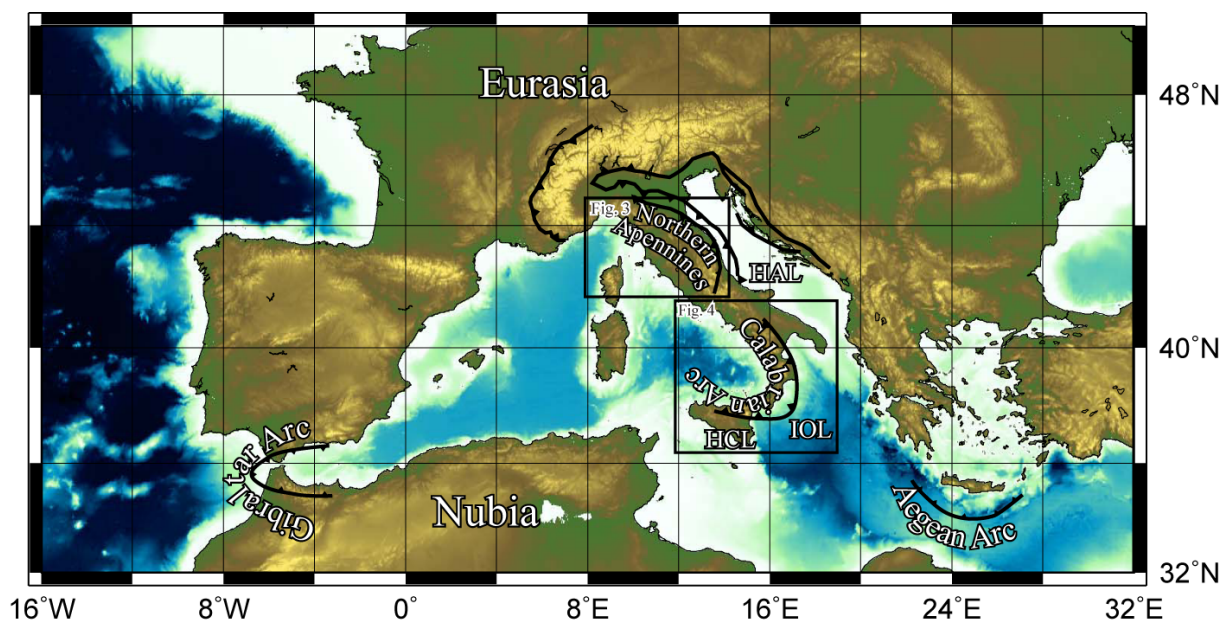 Eurasia
48°N
Fig. 3
Northern
Apennines
HAL
Fig. 4
Calabrian Arc
40°N
HCL
IOL
Gibraltar Arc
Nubia
Aegean Arc
32°N
16°W
8°W
0°
8°E
16°E
24°E
32°E